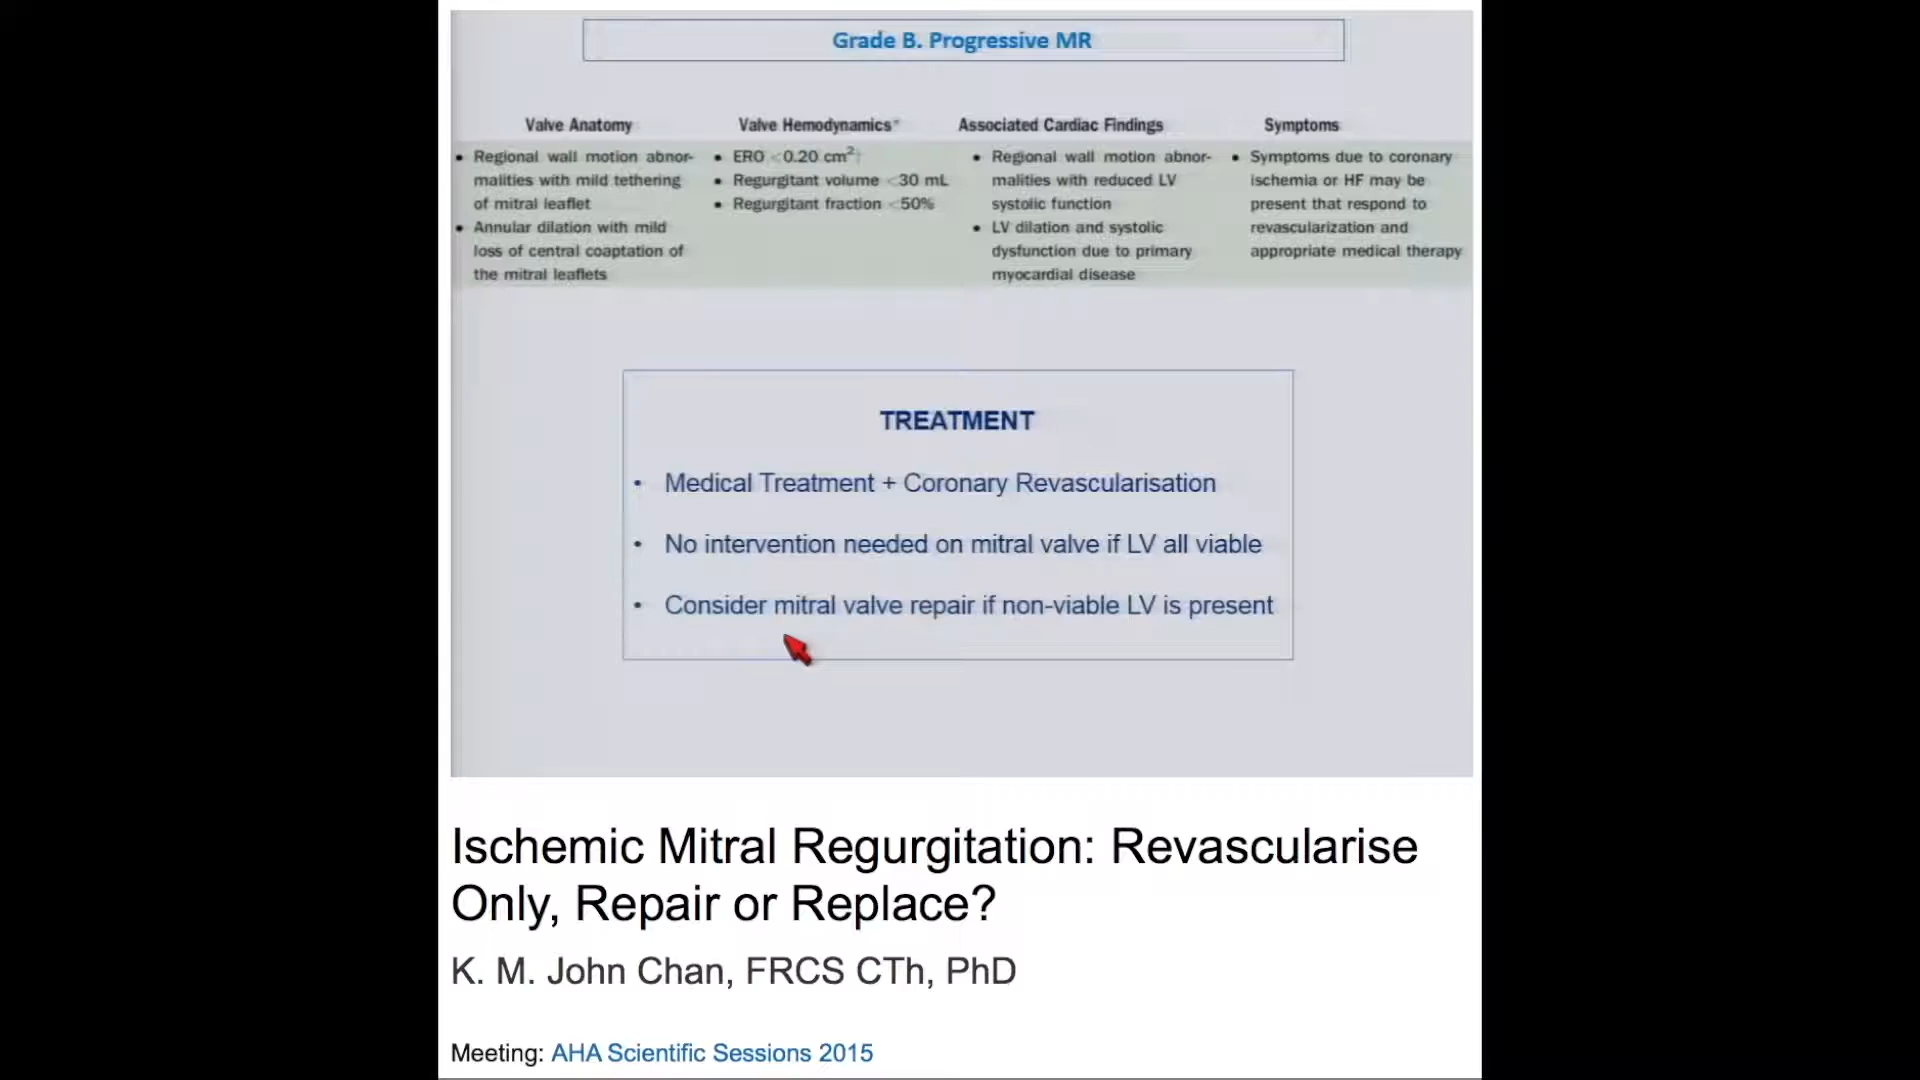 Grade B. Progressive MR
Valve Anatomy
• Regional wall motion abnor-
malities with mild tethering
of mitral leaflet
• Annular dilation with mild
loss of central coaptation of
the mitral leaflets
Valve Hemodynamics*
• ERO <0.20 cm²†
• Regurgitant volume <30 mL
• Regurgitant fraction <50%
Associated Cardiac Findings
• Regional wall motion abnor-
malities with reduced LV
systolic function
• LV dilation and systolic
dysfunction due to primary
myocardial disease
Symptoms
• Symptoms due to coronary
ischemia or HF may be
present that respond to
revascularization and
appropriate medical therapy
TREATMENT
• Medical Treatment + Coronary Revascularisation
• No intervention needed on mitral valve if LV all viable
• Consider mitral valve repair if non-viable LV is present
Ischemic Mitral Regurgitation: Revascularise
Only, Repair or Replace?
K. M. John Chan, FRCS CTh, PhD
Meeting: AHA Scientific Sessions 2015